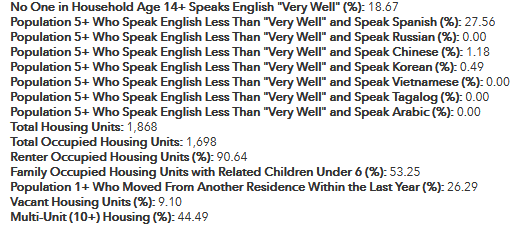 No One in Household Age 14+ Speaks English "Very Well" (%): 18.67
Population 5+ Who Speak English Less Than "Very Well" and Speak Spanish (%): 27.56
Population 5+ Who Speak English Less Than "Very Well" and Speak Russian (%): 0.00
Population 5+ Who Speak English Less Than "Very Well" and Speak Chinese (%): 1.18
Population 5+ Who Speak English Less Than "Very Well" and Speak Korean (%): 0.49
Population 5+ Who Speak English Less Than "Very Well" and Speak Vietnamese (%): 0.00
Population 5+ Who Speak English Less Than "Very Well" and Speak Tagalog (%): 0.00
Population 5+ Who Speak English Less Than "Very Well" and Speak Arabic (%): 0.00
Total Housing Units: 1,868
Total Occupied Housing Units: 1,698
Renter Occupied Housing Units (%): 90.64
Family Occupied Housing Units with Related Children Under 6 (%): 53.25
Population 1+ Who Moved From Another Residence Within the Last Year (%): 26.29
Vacant Housing Units (%): 9.10
Multi-Unit (10+) Housing (%): 44.49